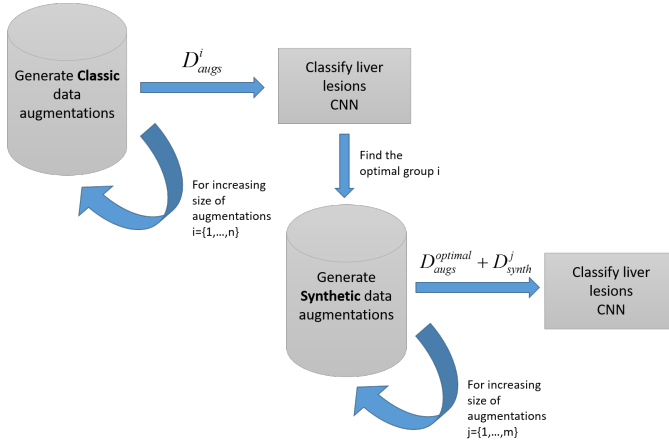 Generate Classic
data
augmentations
D^i_augs
Classify liver
lesions
CNN
For increasing
size of
augmentations
i={1,...,n}
Find the
optimal group i
Generate
Synthetic data
augmentations
D^optimal_augs + D^j_synth
Classify liver
lesions
CNN
For increasing
size of
augmentations
j={1,...,m}